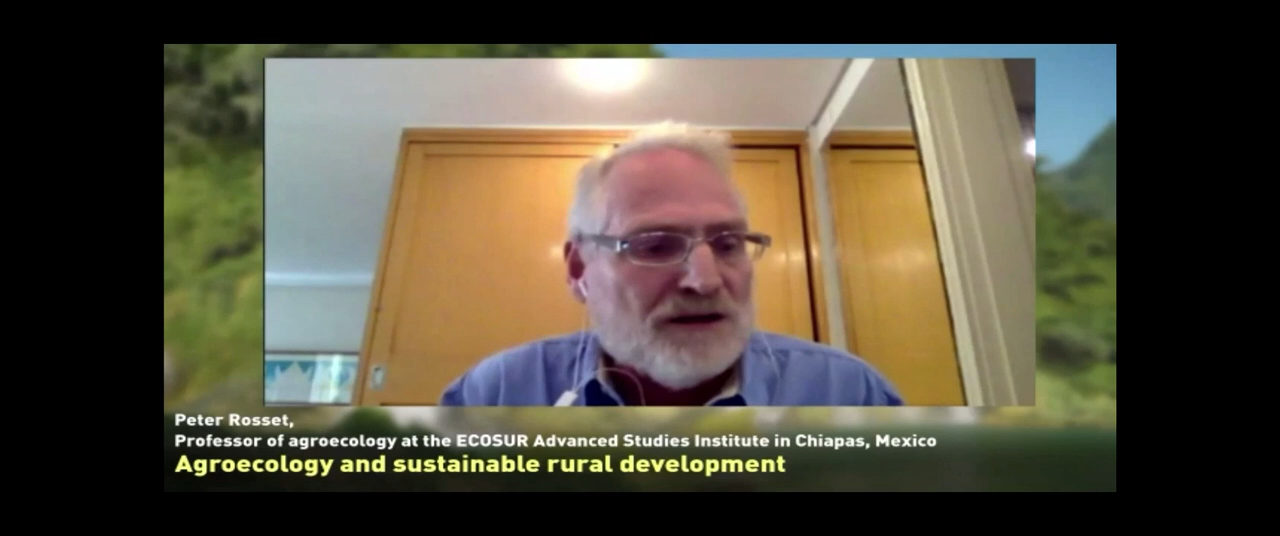 Peter Rosset,
Professor of agroecology at the ECOSUR Advanced Studies Institute in Chiapas, Mexico
Agroecology and sustainable rural development